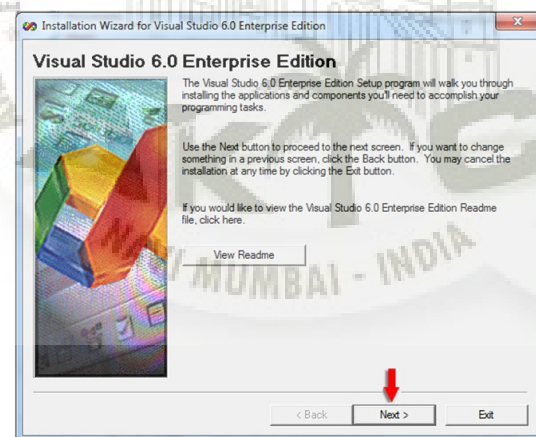 Installation Wizard for Visual Studio 6.0 Enterprise Edition
Visual Studio 6.0 Enterprise Edition
The Visual Studio 6.0 Enterprise Edition Setup program will walk you through
installing the applications and components you'll need to accomplish your
programming tasks.
Use the Next button to proceed to the next screen. If you want to change
something in a previous screen, click the Back button. You may cancel the
installation at any time by clicking the Exit button.
If you would like to view the Visual Studio 6.0 Enterprise Edition Readme
file, click here.
View Readme
NAVI MUMBAI - INDIA
< Back
Next >
Exit